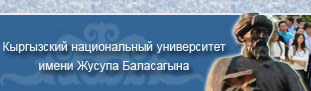 Кыргызский национальный университет
имени Жусупа Баласагына